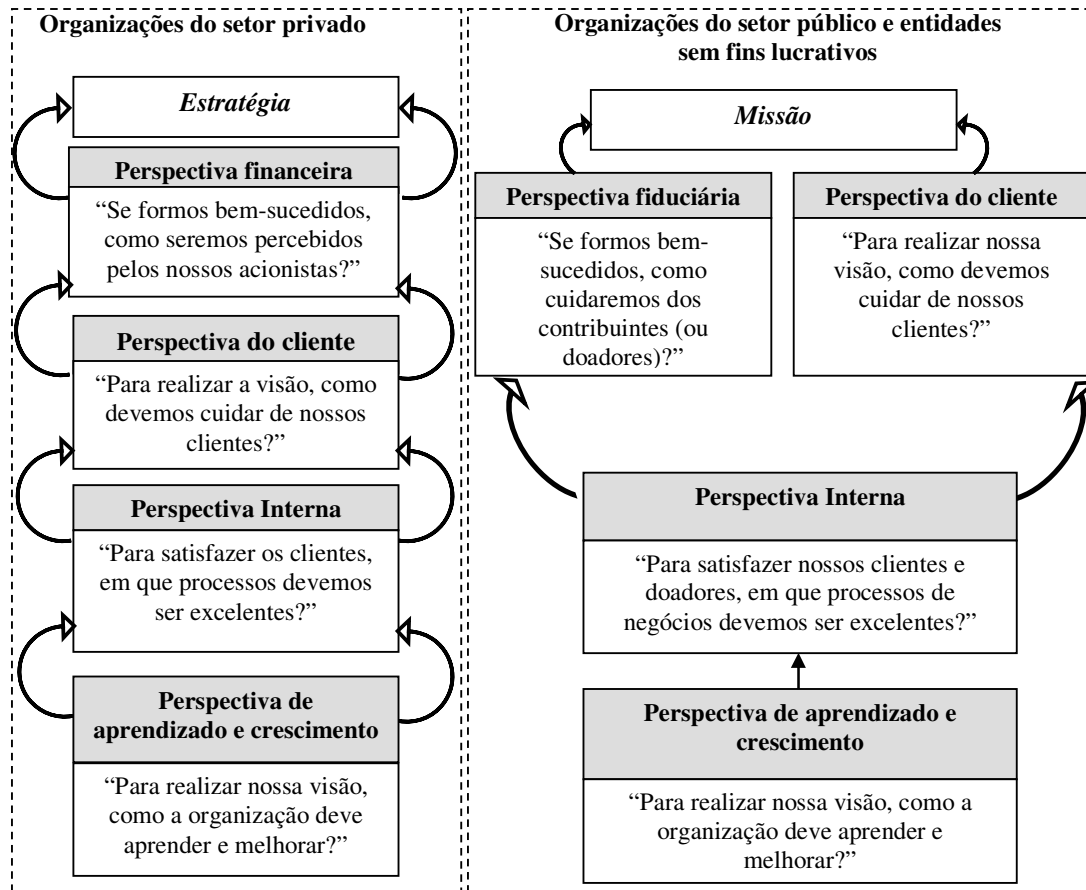 Organizações do setor privado
Estratégia
Perspectiva financeira
“Se formos bem-sucedidos,
como seremos percebidos
pelos nossos acionistas?”
Perspectiva do cliente
“Para realizar a visão, como
devemos cuidar de nossos
clientes?”
Perspectiva Interna
“Para satisfazer os clientes,
em que processos devemos
ser excelentes?”
Perspectiva de
aprendizado e crescimento
“Para realizar nossa visão,
como a organização deve
aprender e melhorar?”
Organizações do setor público e entidades
sem fins lucrativos
Missão
Perspectiva fiduciária
“Se formos bem-
sucedidos, como
cuidaremos dos
contribuintes (ou
doadores)?”
Perspectiva do cliente
“Para realizar nossa
visão, como devemos
cuidar de nossos
clientes?”
Perspectiva Interna
“Para satisfazer nossos clientes e
doadores, em que processos de
negócios devemos ser excelentes?”
Perspectiva de aprendizado e
crescimento
“Para realizar nossa visão, como a
organização deve aprender e
melhorar?”